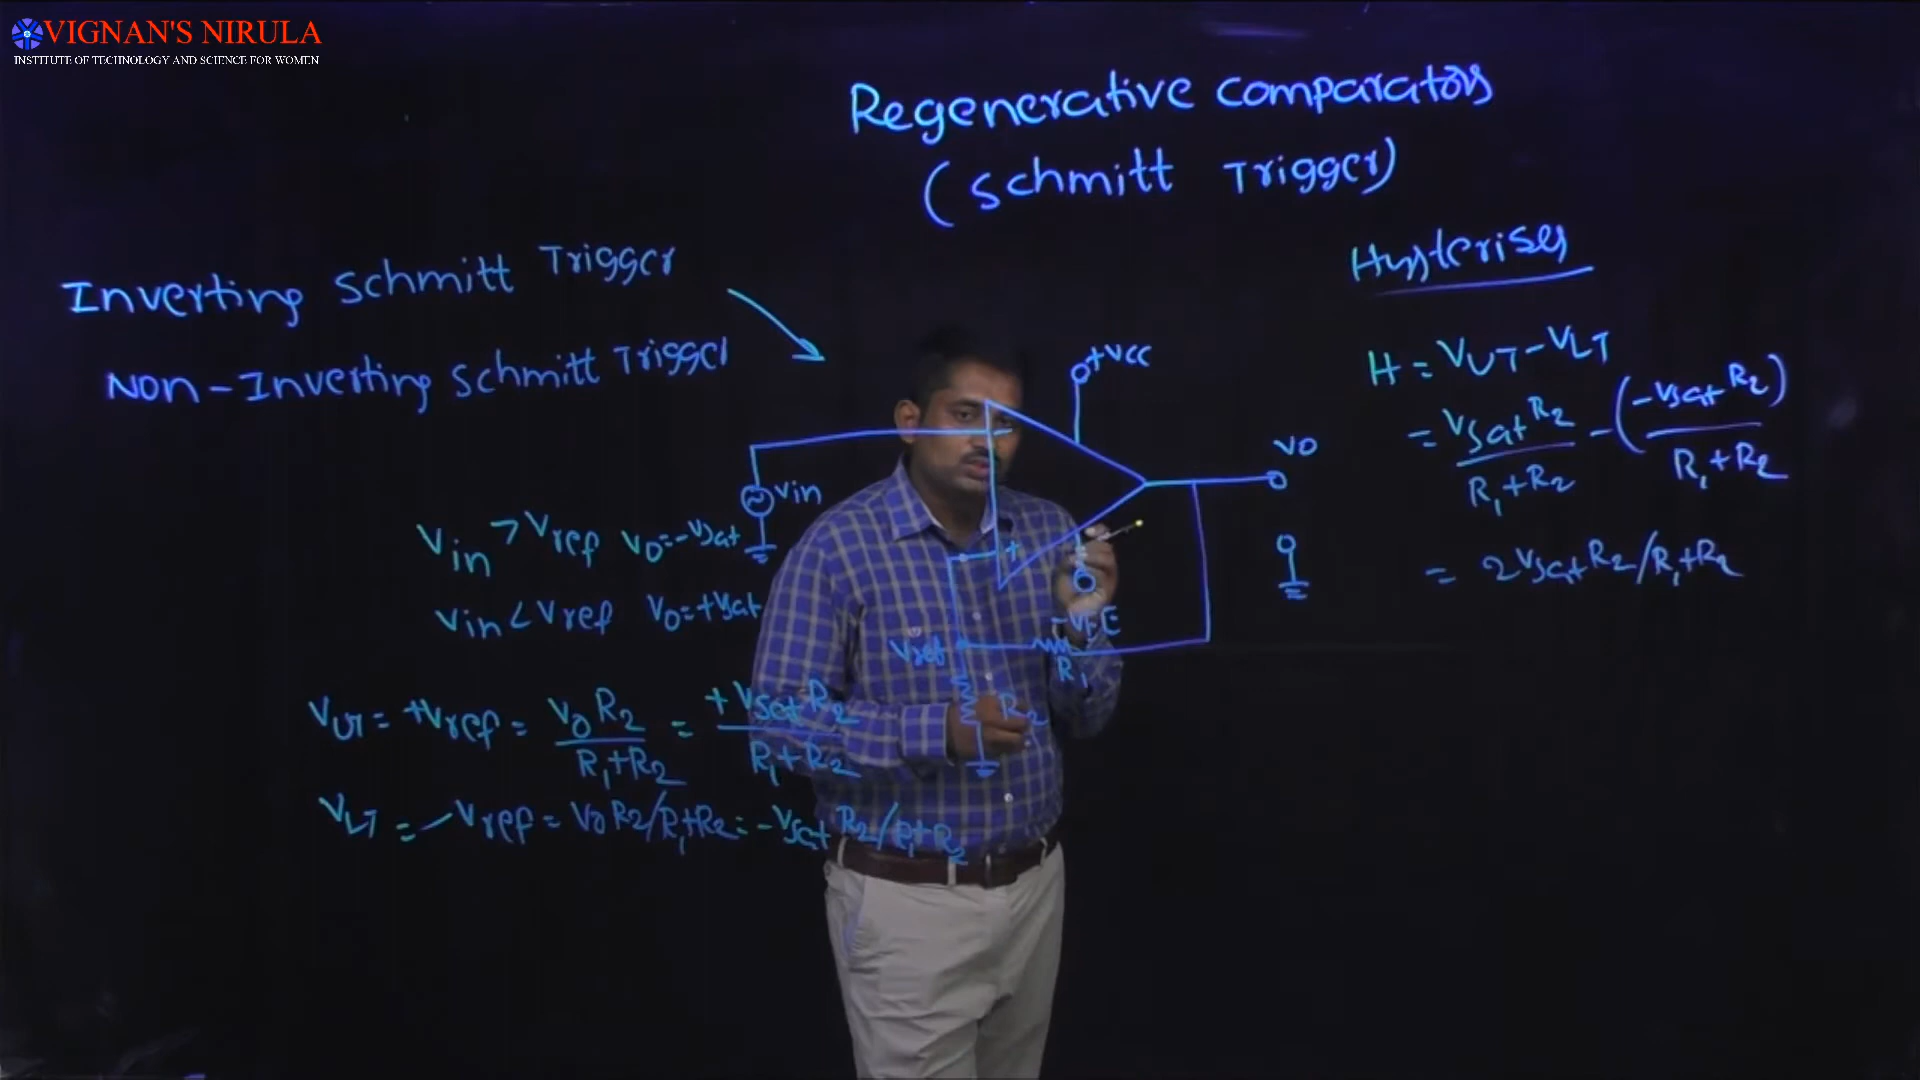 VIGNAN'S NIRULA
INSTITUTE OF TECHNOLOGY AND SCIENCE FOR WOMEN
Regenerative comparators
(Schmitt Trigger)
Inverting Schmitt Trigger
Non-Inverting Schmitt Trigger
Hysterises
H = VUT - VLT
= Vsat R2 / R1+R2 - (-Vsat R2) / R1+R2
= 2Vsat R2/R1+R2
+VCC
Vo
Vin
-
+
-VEE
Vref
R1
R2
Vin > Vref Vo=-Vsat
Vin < Vref Vo=+Vsat
VUT = +Vref = Vo R2 / R1+R2 = +Vsat R2 / R1+R2
VLT = -Vref = Vo R2/R1+R2 = -Vsat R2/R1+R2